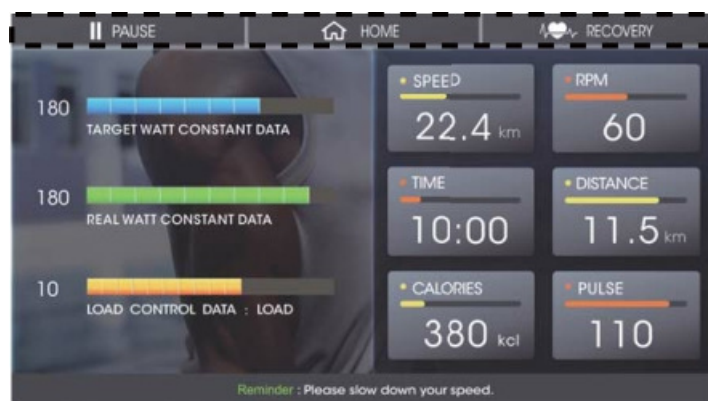 PAUSE
HOME
RECOVERY
180
TARGET WATT CONSTANT DATA
180
REAL WATT CONSTANT DATA
10
LOAD CONTROL DATA : LOAD
SPEED
22.4 km
RPM
60
TIME
10:00
DISTANCE
11.5 km
CALORIES
380 kcl
PULSE
110
Reminder : Please slow down your speed.